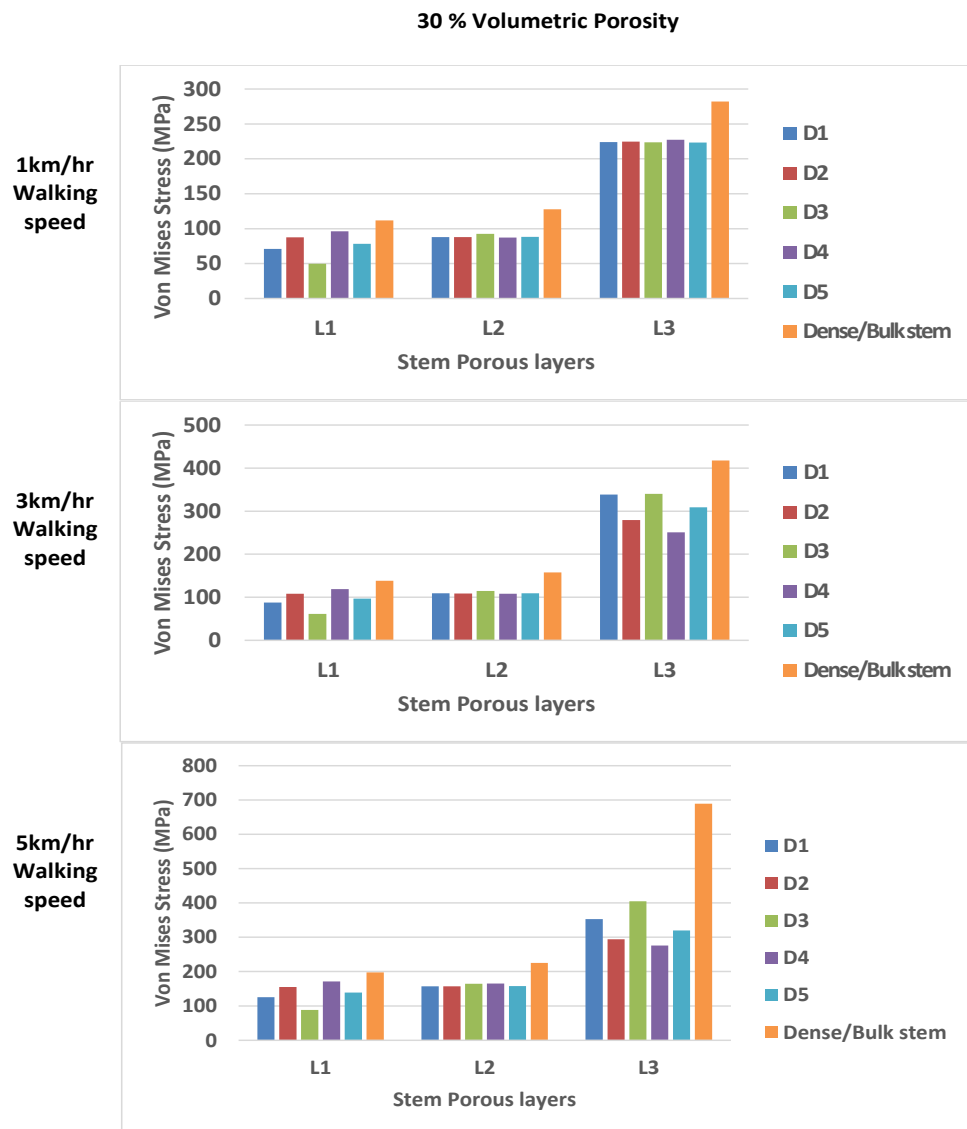 30 % Volumetric Porosity
1km/hr
Walking
speed
Von Mises Stress (MPa)
300
250
200
150
100
50
0
L1
L2
L3
Stem Porous layers
D1
D2
D3
D4
D5
Dense/Bulk stem
3km/hr
Walking
speed
Von Mises Stress (MPa)
500
400
300
200
100
0
L1
L2
L3
Stem Porous layers
D1
D2
D3
D4
D5
Dense/Bulk stem
5km/hr
Walking
speed
Von Mises Stress (MPa)
800
700
600
500
400
300
200
100
0
L1
L2
L3
Stem Porous layers
D1
D2
D3
D4
D5
Dense/Bulk stem